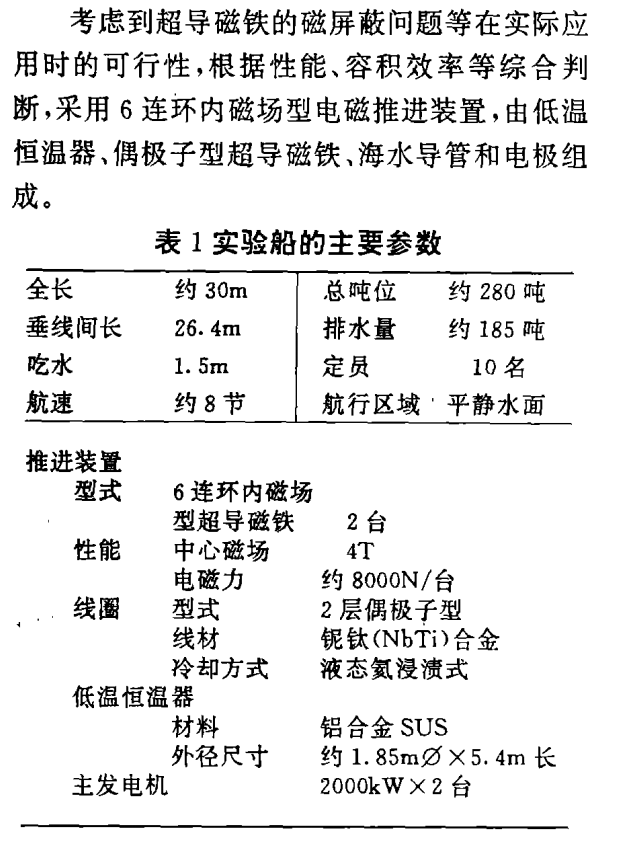 考虑到超导磁铁的磁屏蔽问题等在实际应
用时的可行性,根据性能、容积效率等综合判
断,采用 6 连环内磁场型电磁推进装置,由低温
恒温器、偶极子型超导磁铁、海水导管和电极组
成。
表 1 实验船的主要参数
全长 约 30m 总吨位 约 280 吨
垂线间长 26.4m 排水量 约 185 吨
吃水 1.5m 定员 10 名
航速 约 8 节 航行区域 平静水面
推进装置
型式 6 连环内磁场
型超导磁铁 2 台
性能 中心磁场 4T
电磁力 约 8000N/台
线圈 型式 2 层偶极子型
线材 铌钛(NbTi)合金
冷却方式 液态氦浸渍式
低温恒温器
材料 铝合金 SUS
外径尺寸 约 1.85mØ×5.4m 长
主发电机 2000kW×2 台